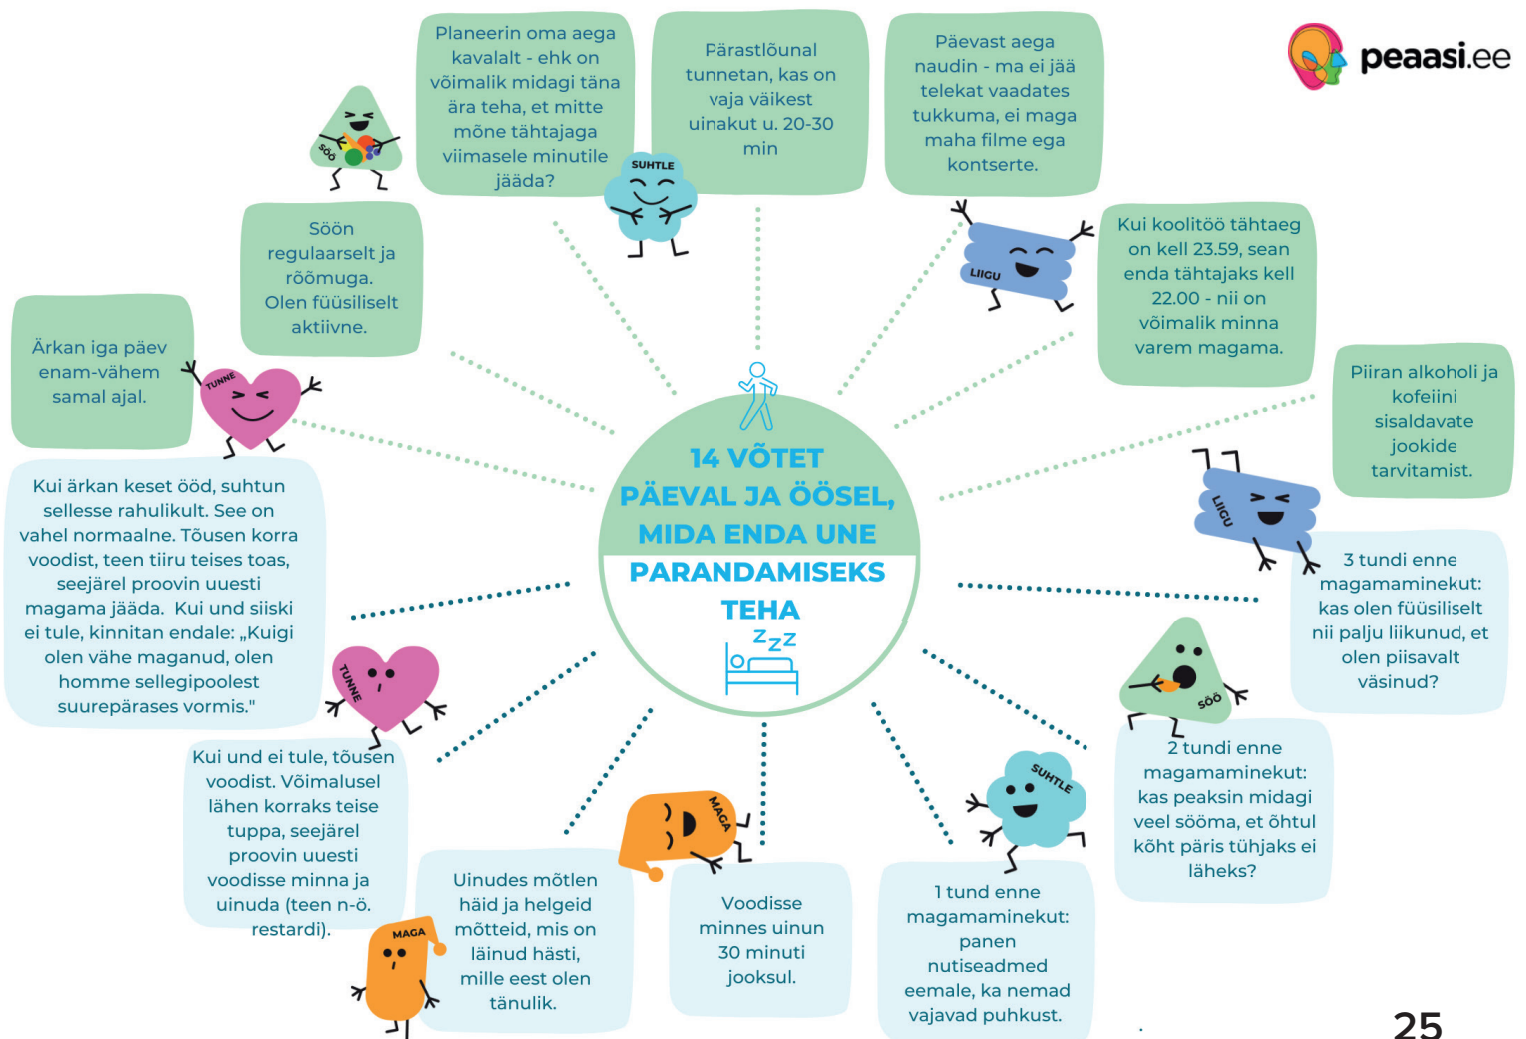 peaasi.ee
Planeerin oma aega
kavalalt - ehk on
võimalik midagi täna
ära teha, et mitte
mõne tähtajaga
viimasele minutile
jääda?
Pärastlõunal
tunnetan, kas on
vaja väikest
uinakut u. 20-30
min
Päevast aega
naudin - ma ei jää
telekat vaadates
tukkuma, ei maga
maha filme ega
kontserte.
SÖÖ
SUHTLE
Söön
regulaarselt ja
rõõmuga.
Olen füüsiliselt
aktiivne.
LIIGU
Kui koolitöö tähtaeg
on kell 23.59, sean
enda tähtajaks kell
22.00 - nii on
võimalik minna
varem magama.
Ärkan iga päev
enam-vähem
samal ajal.
TUNNE
Piiran alkoholi ja
kofeiini
sisaldavate
jookide
tarvitamist.
14 VÕTET
PÄEVAL JA ÖÖSEL,
MIDA ENDA UNE
PARANDAMISEKS
TEHA
zzz
Kui ärkan keset ööd, suhtun
sellesse rahulikult. See on
vahel normaalne. Tõusen korra
voodist, teen tiiru teises toas,
seejärel proovin uuesti
magama jääda. Kui und siiski
ei tule, kinnitan endale: „Kuigi
olen vähe maganud, olen
homme sellegipoolest
suurepärases vormis."
LIIGU
3 tundi enne
magamaminekut:
kas olen füüsiliselt
nii palju liikunud, et
olen piisavalt
väsinud?
TUNNE
SÖÖ
Kui und ei tule, tõusen
voodist. Võimalusel
lähen korraks teise
tuppa, seejärel
proovin uuesti
voodisse minna ja
uinuda (teen n-ö.
restardi).
2 tundi enne
magamaminekut:
kas peaksin midagi
veel sööma, et õhtul
kõht päris tühjaks ei
läheks?
MAGA
SUHTLE
Uinudes mõtlen
häid ja helgeid
mõtteid, mis on
läinud hästi,
mille eest olen
tänulik.
MAGA
Voodisse
minnes uinun
30 minuti
jooksul.
1 tund enne
magamaminekut:
panen
nutiseadmed
eemale, ka nemad
vajavad puhkust.
25